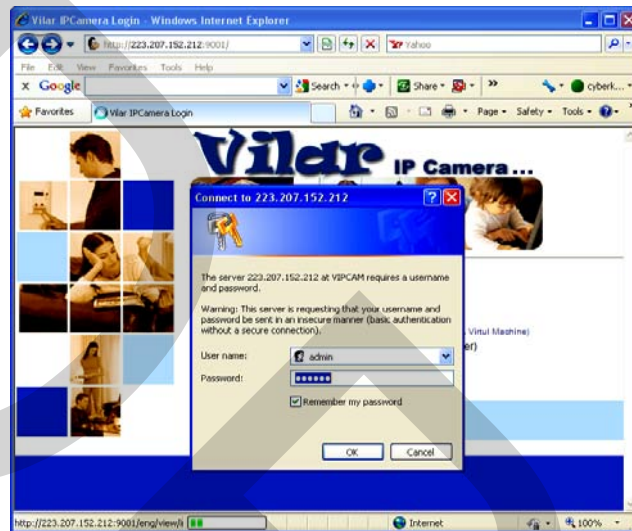 Vilar IPCamera Login - Windows Internet Explorer
http://223.207.152.212:9001/
Yahoo
File Edit View Favorites Tools Help
x Google Search Share » cyberk...
Favorites Vilar IPCamera Login Page Safety Tools
Vilar IP Camera...
Connect to 223.207.152.212
The server 223.207.152.212 at VIPCAM requires a username
and password.
Warning: This server is requesting that your username and
password be sent in an insecure manner (basic authentication
without a secure connection).
Virtul Mashine)
er)
User name: admin
Password: ●●●●●●
Remember my password
OK Cancel
http://223.207.152.212:9001/eng/view/i Internet 100%